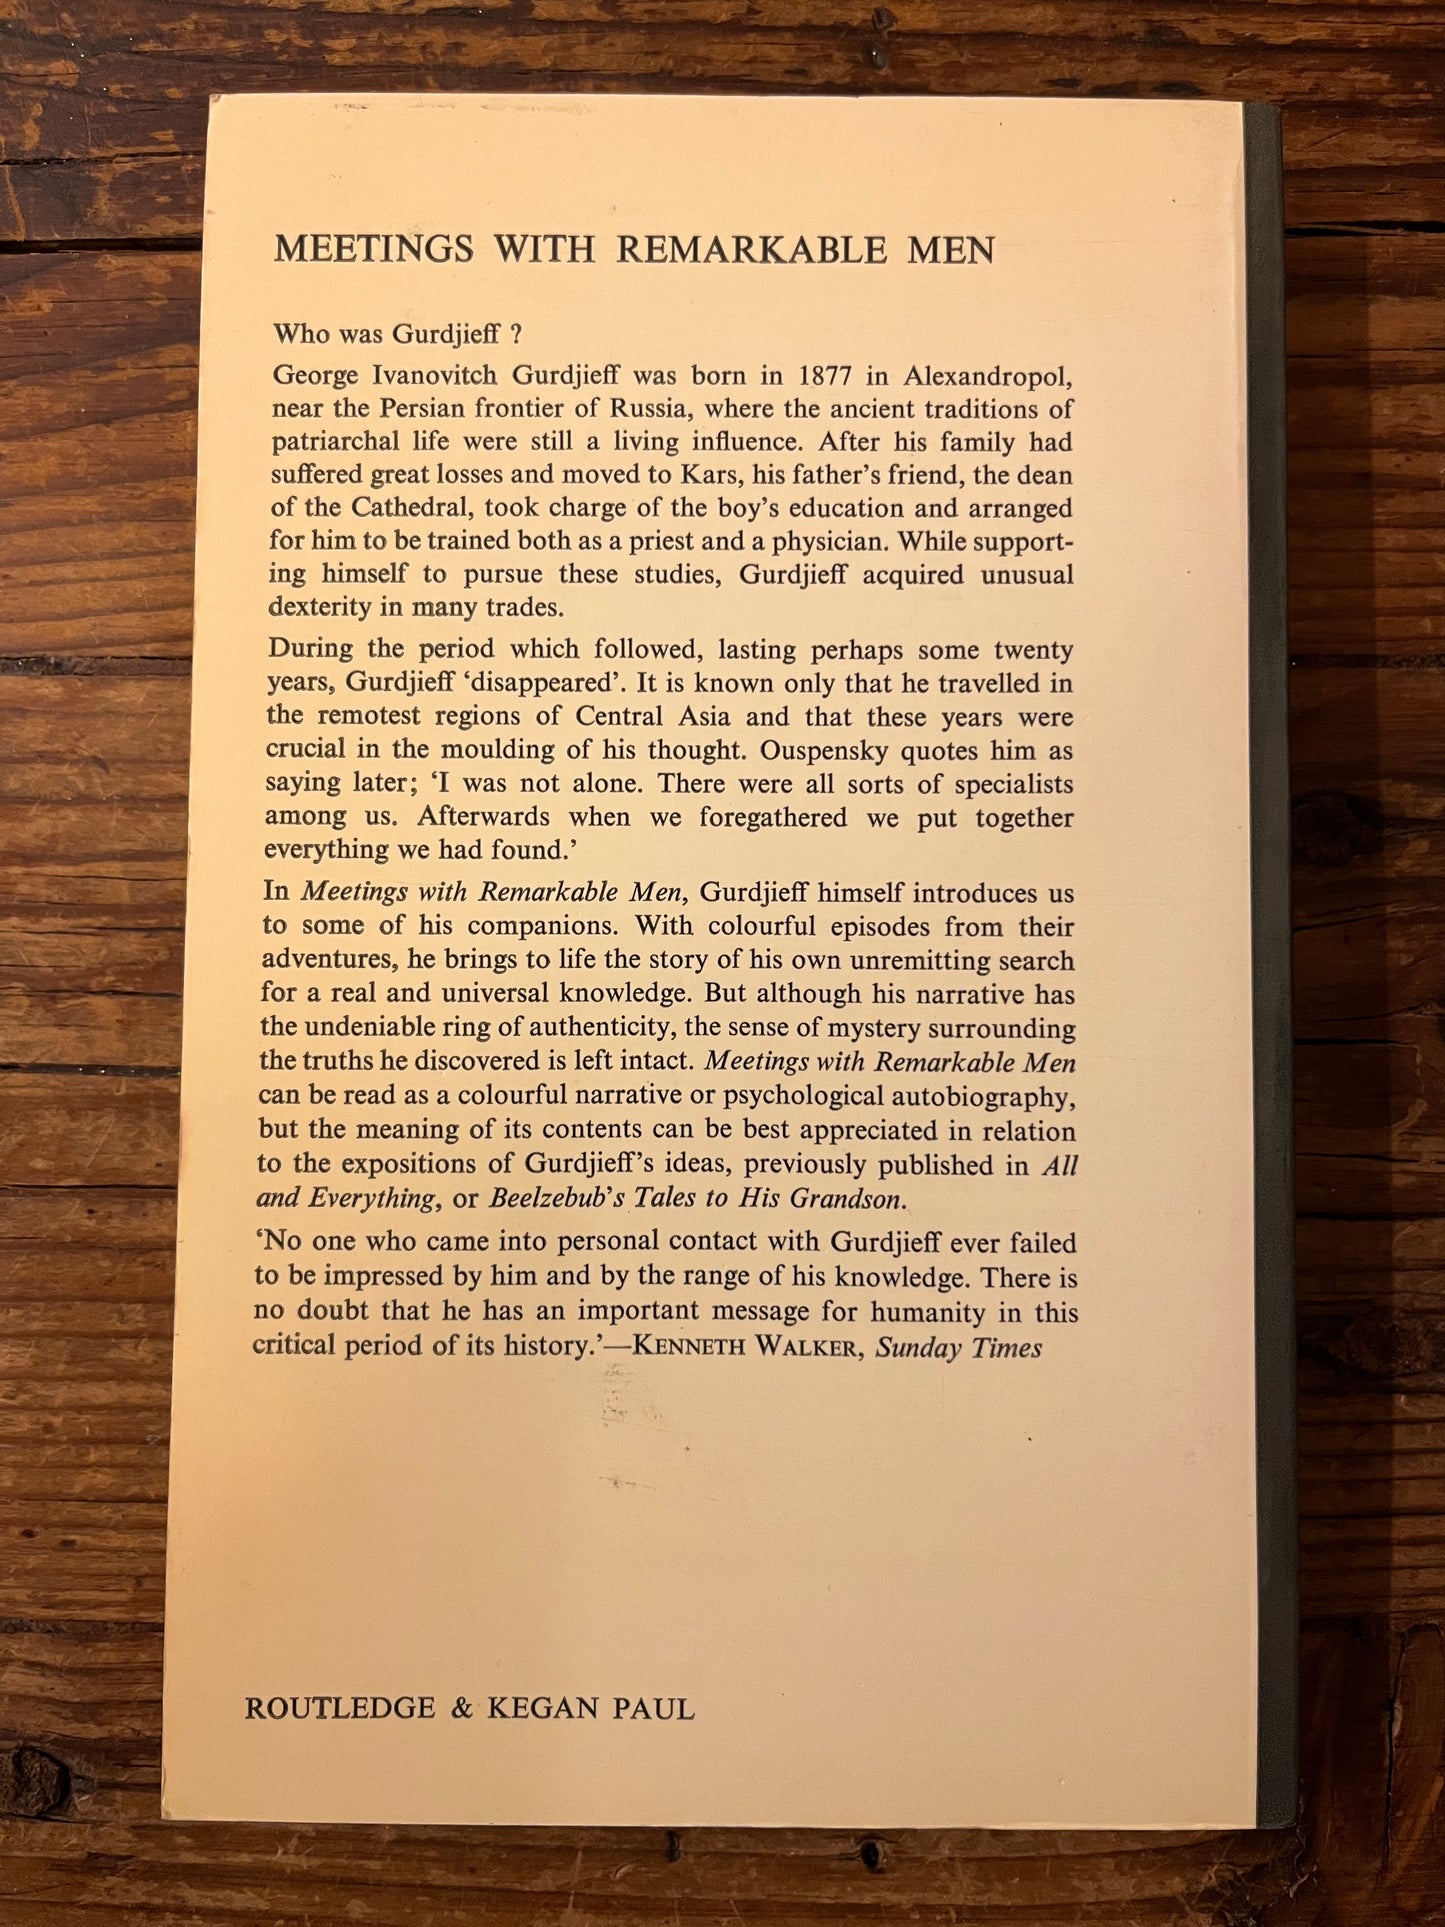 MEETINGS WITH REMARKABLE MEN
Who was Gurdjieff ?
George Ivanovitch Gurdjieff was born in 1877 in Alexandropol,
near the Persian frontier of Russia, where the ancient traditions of
patriarchal life were still a living influence. After his family had
suffered great losses and moved to Kars, his father's friend, the dean
of the Cathedral, took charge of the boy's education and arranged
for him to be trained both as a priest and a physician. While support-
ing himself to pursue these studies, Gurdjieff acquired unusual
dexterity in many trades.
During the period which followed, lasting perhaps some twenty
years, Gurdjieff ‘disappeared’. It is known only that he travelled in
the remotest regions of Central Asia and that these years were
crucial in the moulding of his thought. Ouspensky quotes him as
saying later; ‘I was not alone. There were all sorts of specialists
among us. Afterwards when we foregathered we put together
everything we had found.’
In Meetings with Remarkable Men, Gurdjieff himself introduces us
to some of his companions. With colourful episodes from their
adventures, he brings to life the story of his own unremitting search
for a real and universal knowledge. But although his narrative has
the undeniable ring of authenticity, the sense of mystery surrounding
the truths he discovered is left intact. Meetings with Remarkable Men
can be read as a colourful narrative or psychological autobiography,
but the meaning of its contents can be best appreciated in relation
to the expositions of Gurdjieff's ideas, previously published in All
and Everything, or Beelzebub's Tales to His Grandson.
‘No one who came into personal contact with Gurdjieff ever failed
to be impressed by him and by the range of his knowledge. There is
no doubt that he has an important message for humanity in this
critical period of its history.’—KENNETH WALKER, Sunday Times
ROUTLEDGE & KEGAN PAUL